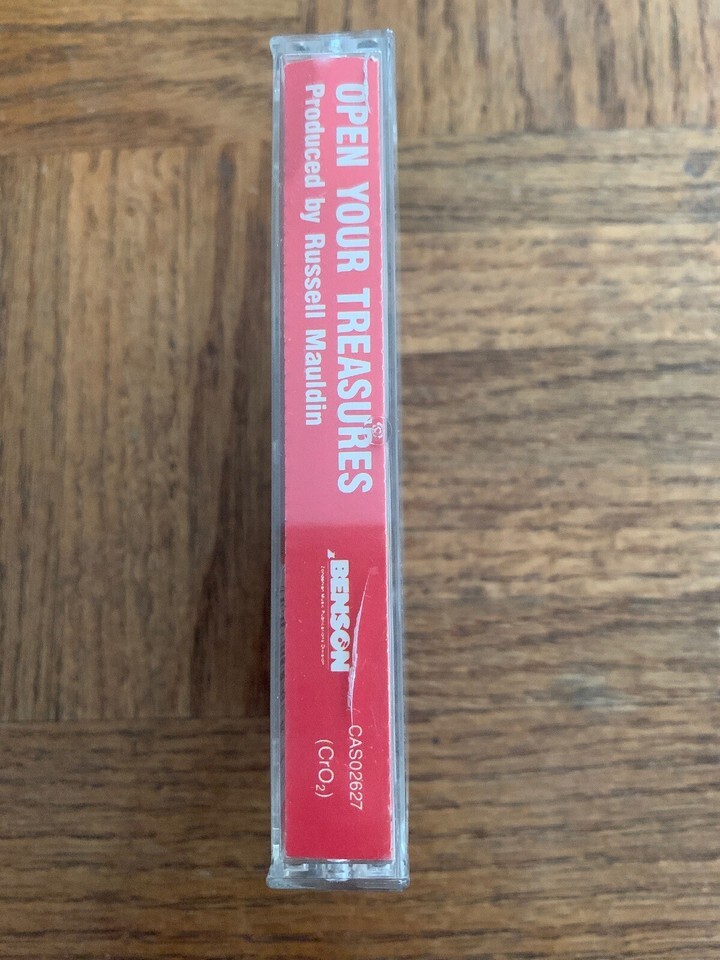 OPEN YOUR TREASURES
Produced by Russell Mauldin
BENSON
CAS02627
(CrO₂)